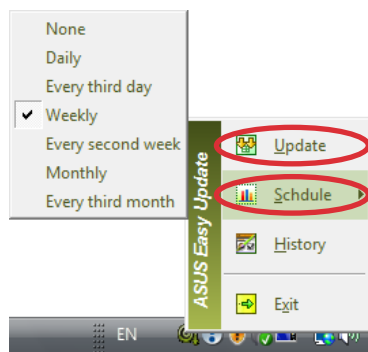 None
Daily
Every third day
Weekly
Every second week
Monthly
Every third month
ASUS Easy Update
Update
Schdule
History
Exit
EN